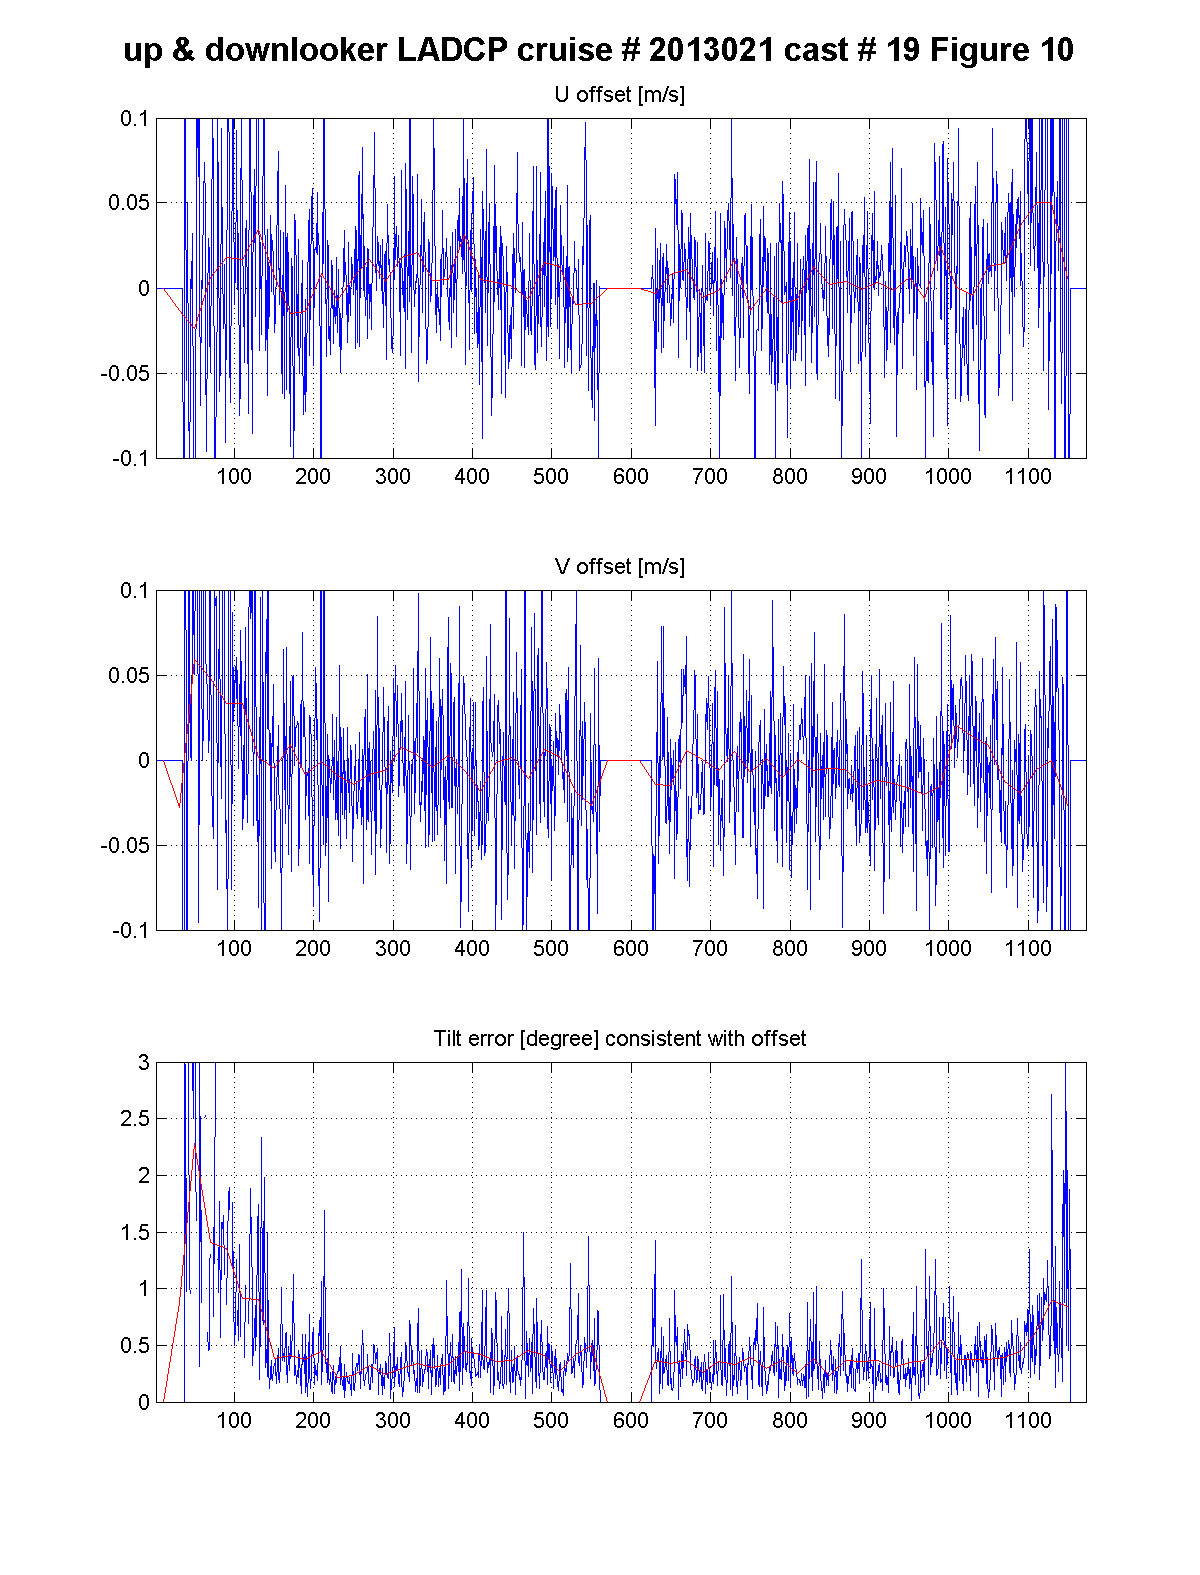 up & downlooker LADCP cruise # 2013021 cast # 19 Figure 10
U offset [m/s]
0.1
0.05
0
-0.05
-0.1
100 200 300 400 500 600 700 800 900 1000 1100
V offset [m/s]
0.1
0.05
0
-0.05
-0.1
100 200 300 400 500 600 700 800 900 1000 1100
Tilt error [degree] consistent with offset
3
2.5
2
1.5
1
0.5
0
100 200 300 400 500 600 700 800 900 1000 1100